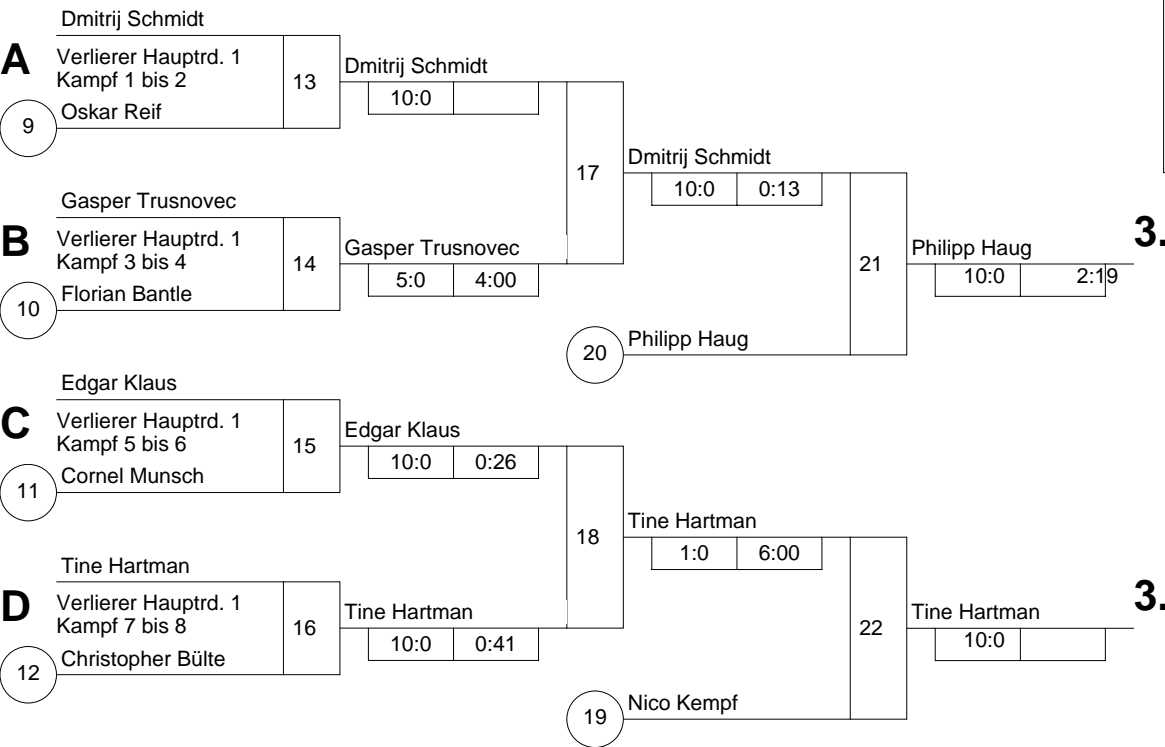 Dmitrij Schmidt
A
Verlierer Hauptrd. 1
Kampf 1 bis 2
13
Dmitrij Schmidt
10:0
9
Oskar Reif
17
Dmitrij Schmidt
10:0 0:13
Gasper Trusnovec
B
Verlierer Hauptrd. 1
Kampf 3 bis 4
14
Gasper Trusnovec
5:0 4:00
10
Florian Bantle
21
Philipp Haug
10:0 2:19
3.
20
Philipp Haug
Edgar Klaus
C
Verlierer Hauptrd. 1
Kampf 5 bis 6
15
Edgar Klaus
10:0 0:26
11
Cornel Munsch
18
Tine Hartman
1:0 6:00
Tine Hartman
D
Verlierer Hauptrd. 1
Kampf 7 bis 8
16
Tine Hartman
10:0 0:41
12
Christopher Bülte
22
Tine Hartman
10:0
3.
19
Nico Kempf